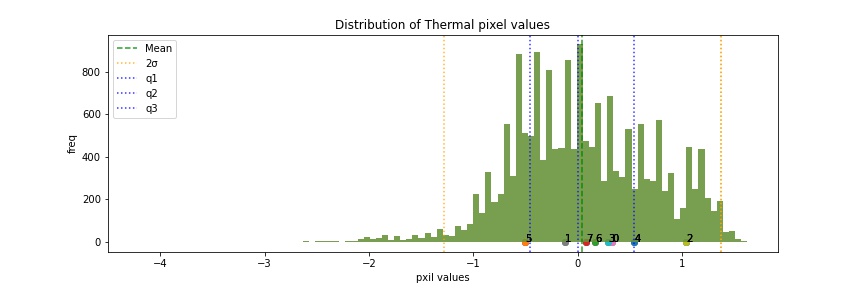 Distribution of Thermal pixel values
Mean
2σ
q1
q2
q3
freq
800
600
400
200
0
5 1 7 6 3 0 4 2
−4 −3 −2 −1 0 1
pxil values